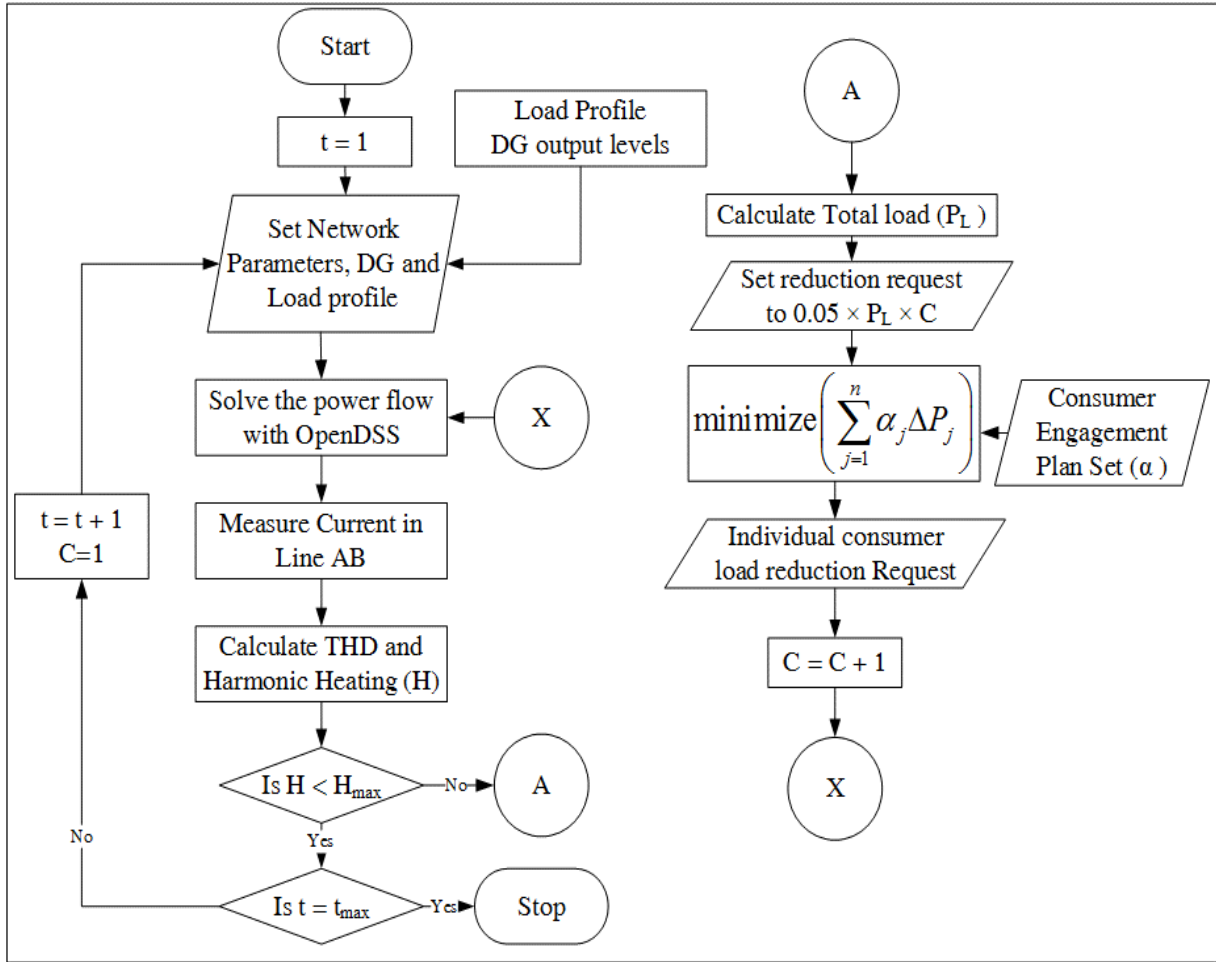 Start
t = 1
Load Profile
DG output levels
Set Network
Parameters, DG and
Load profile
Solve the power flow
with OpenDSS
X
Measure Current in
Line AB
t = t + 1
C=1
Calculate THD and
Harmonic Heating (H)
Is H < Hmax
No
A
Yes
No
Is t = tmax
Yes
Stop
A
Calculate Total load (PL )
Set reduction request
to 0.05 × PL × C
minimize(∑_{j=1}^{n} α_j ΔP_j)
Consumer
Engagement
Plan Set (α )
Individual consumer
load reduction Request
C = C + 1
X